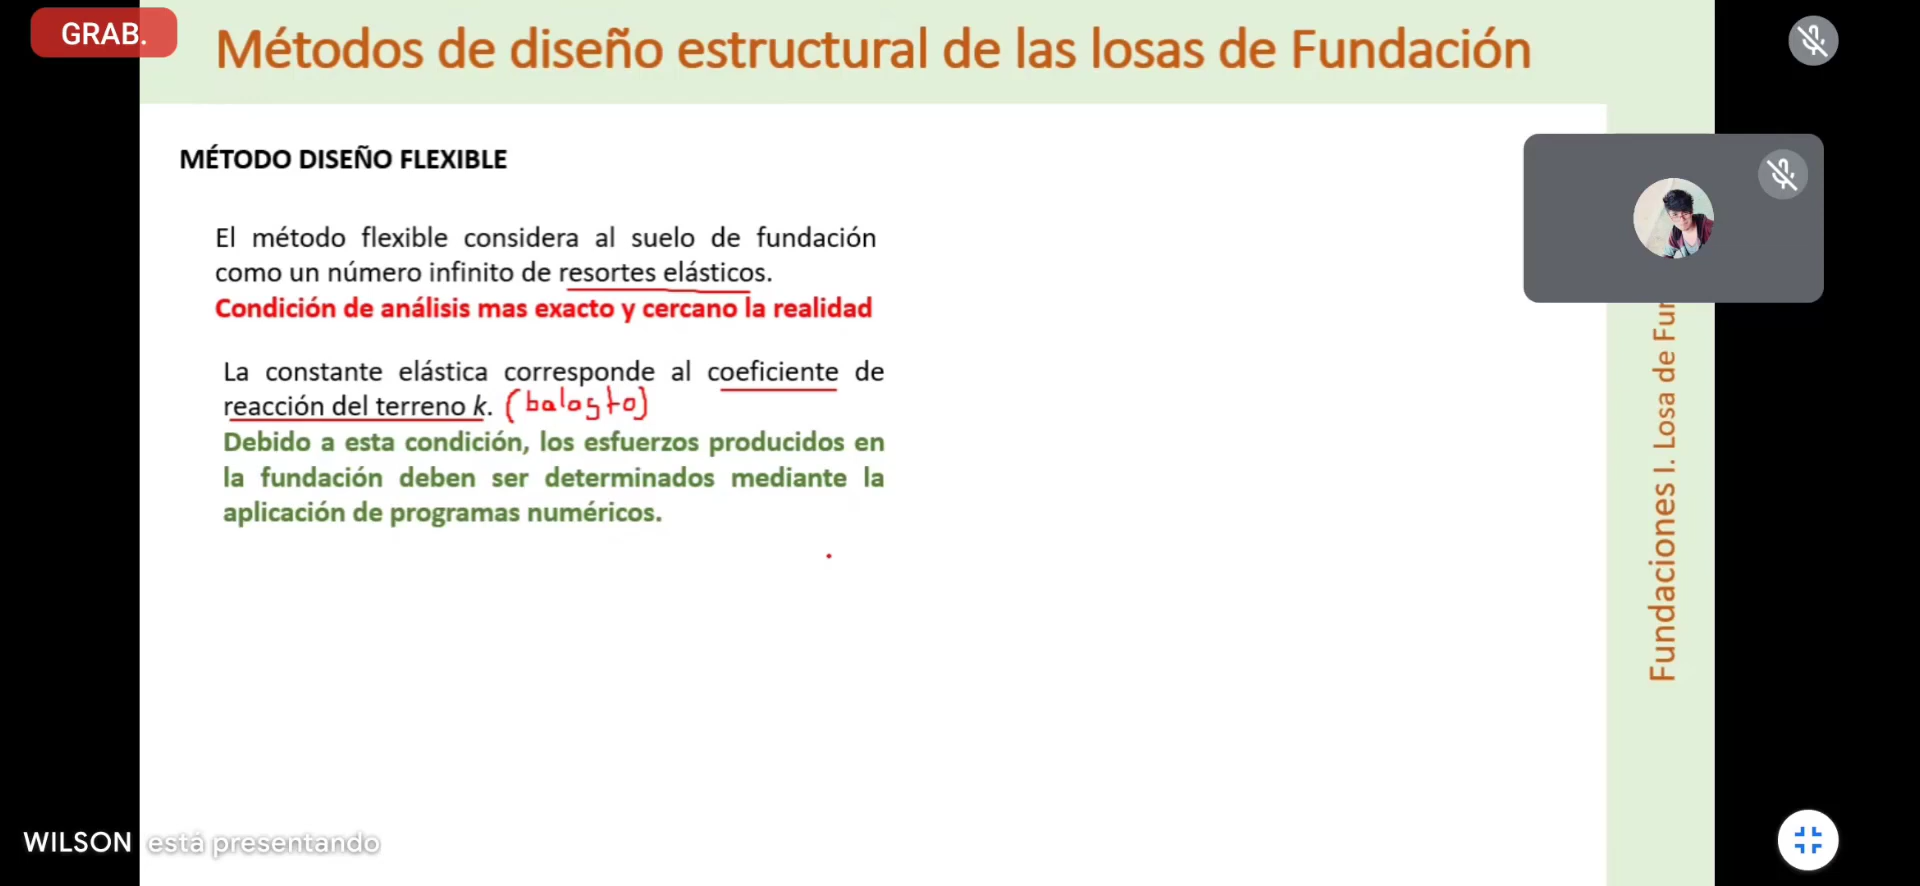 GRAB.
Métodos de diseño estructural de las losas de Fundación
MÉTODO DISEÑO FLEXIBLE
El método flexible considera al suelo de fundación
como un número infinito de resortes elásticos.
Condición de análisis mas exacto y cercano la realidad
La constante elástica corresponde al coeficiente de
reacción del terreno k. (balasto)
Debido a esta condición, los esfuerzos producidos en
la fundación deben ser determinados mediante la
aplicación de programas numéricos.
Fundaciones I. Losa de Fun
WILSON está presentando